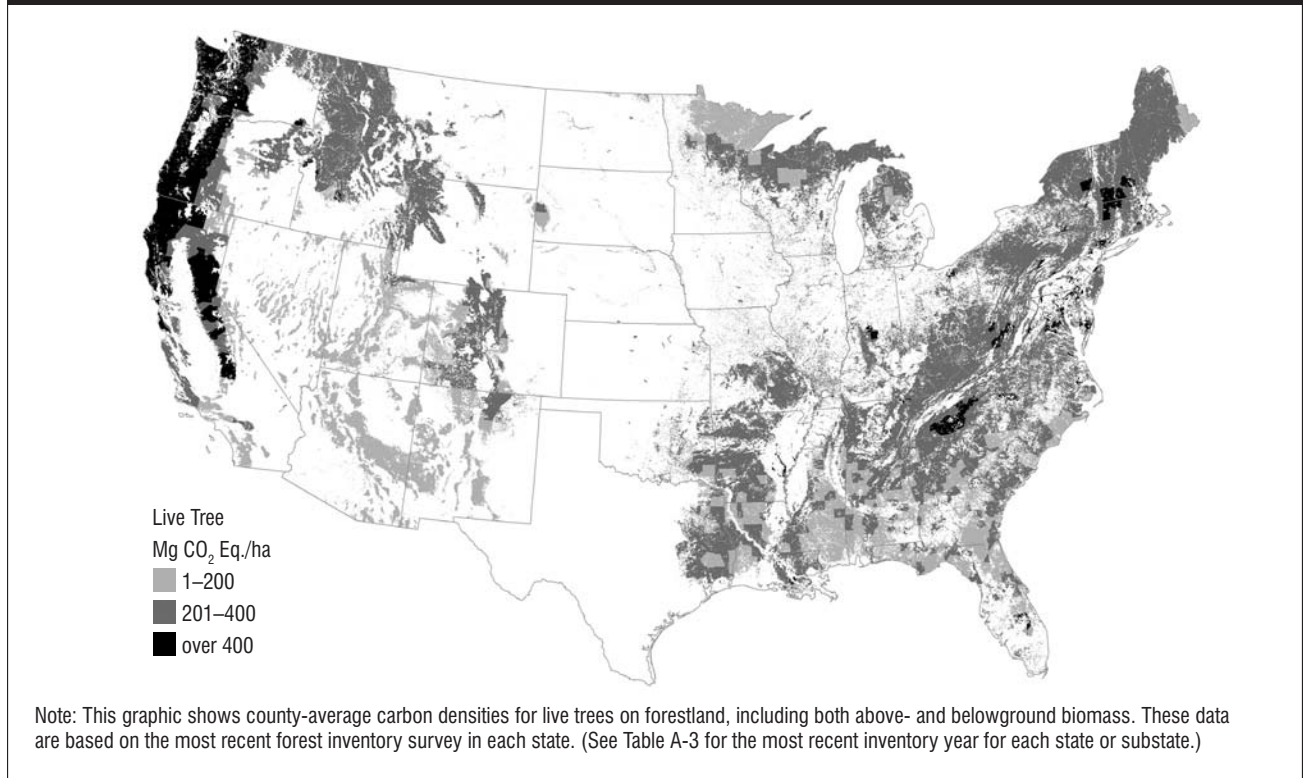 Live Tree
Mg CO₂ Eq./ha
1–200
201–400
over 400
Note: This graphic shows county-average carbon densities for live trees on forestland, including both above- and belowground biomass. These data
are based on the most recent forest inventory survey in each state. (See Table A-3 for the most recent inventory year for each state or substate.)